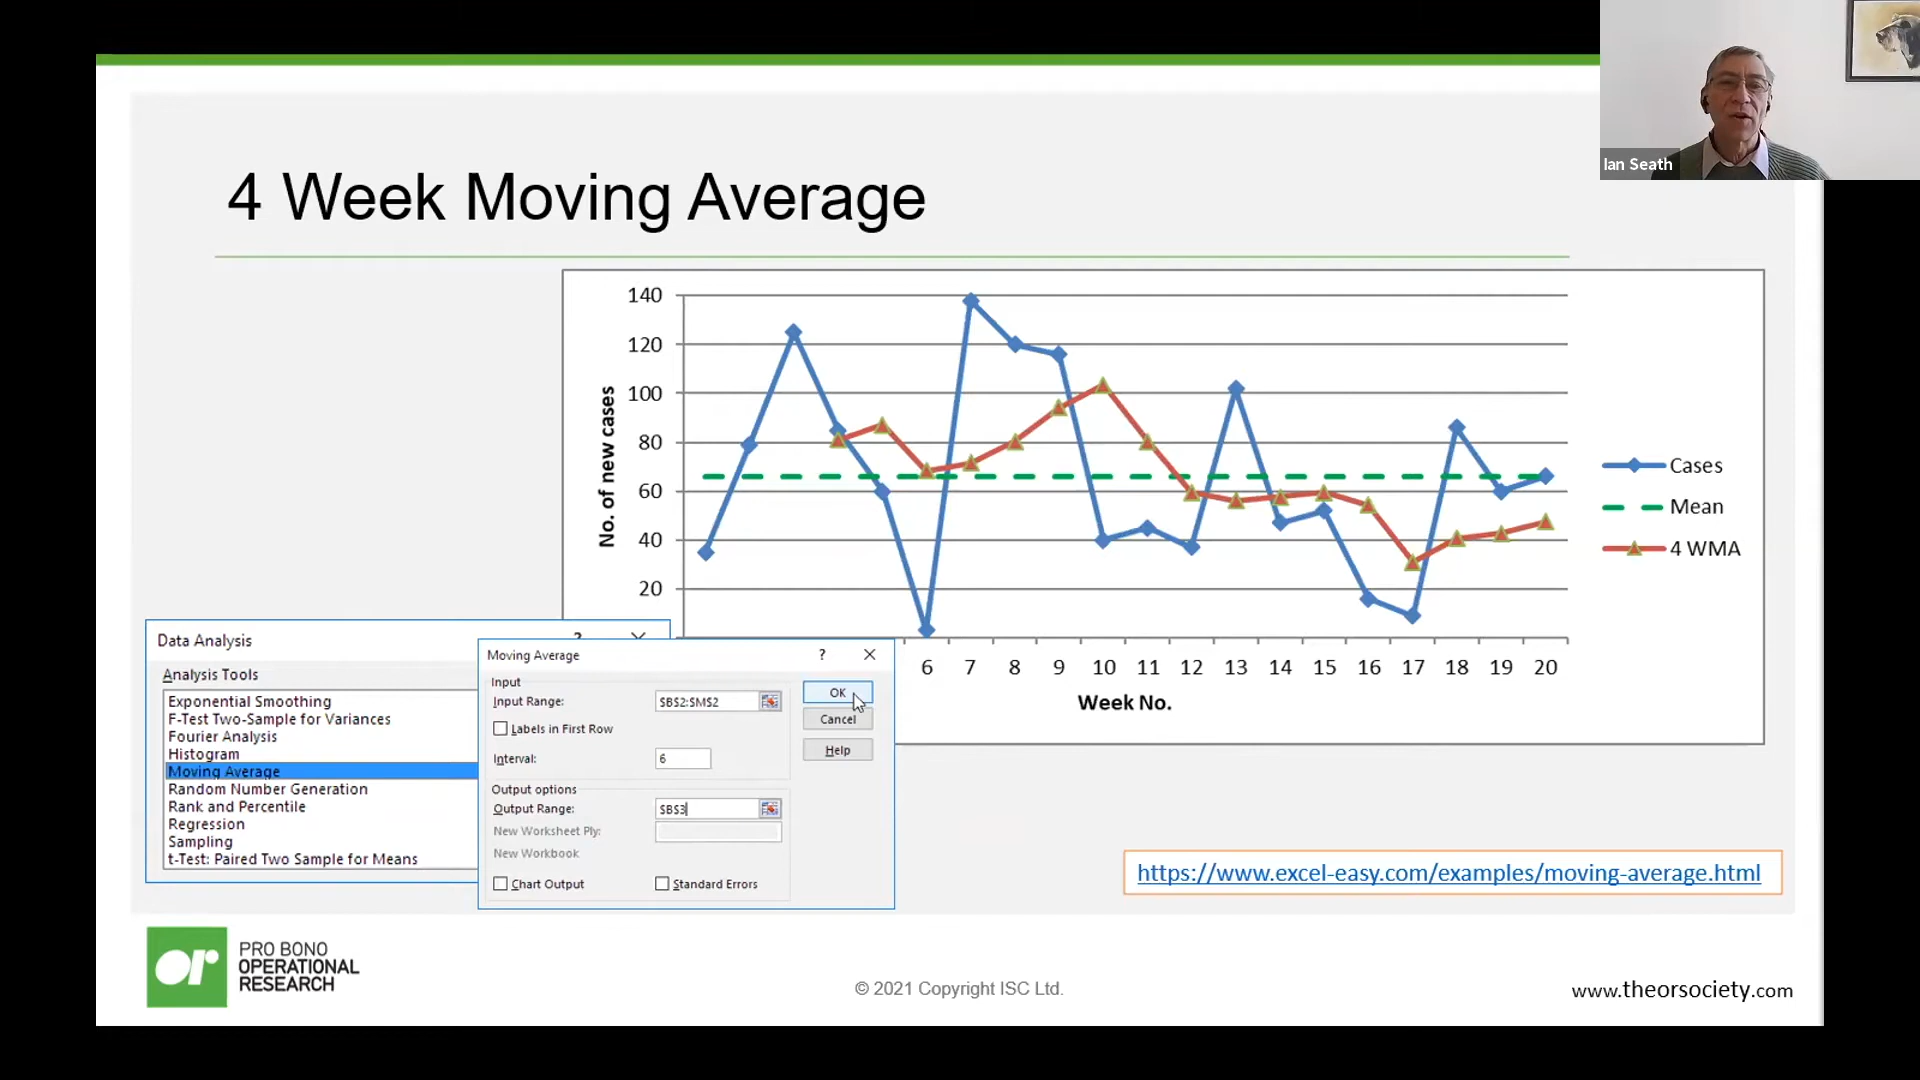 Ian Seath
4 Week Moving Average
140
120
100
80
60
40
20
No. of new cases
6 7 8 9 10 11 12 13 14 15 16 17 18 19 20
Week No.
Cases
Mean
4 WMA
Data Analysis
?
Analysis Tools
Exponential Smoothing
F-Test Two-Sample for Variances
Fourier Analysis
Histogram
Moving Average
Random Number Generation
Rank and Percentile
Regression
Sampling
t-Test: Paired Two Sample for Means
Moving Average ?
Input
Input Range: $B$2:$M$2
Labels in First Row
Interval: 6
Output options
Output Range: $B$3
New Worksheet Ply:
New Workbook
Chart Output Standard Errors
OK
Cancel
Help
https://www.excel-easy.com/examples/moving-average.html
or
PRO BONO
OPERATIONAL
RESEARCH
© 2021 Copyright ISC Ltd.
www.theorsociety.com